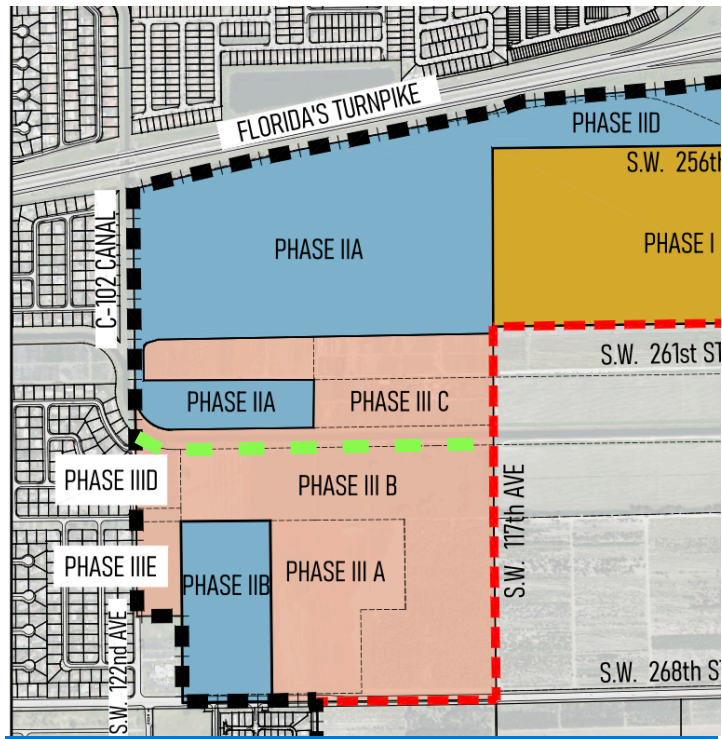 FLORIDA'S TURNPIKE
PHASE IID
S.W. 256th
PHASE IIA
PHASE I
C-102 CANAL
S.W. 261st ST
PHASE IIA
PHASE III C
PHASE IIID
PHASE III B
PHASE IIIE
PHASE IIB
PHASE III A
S.W. 117th AVE
S.W. 122nd AVE
S.W. 268th ST